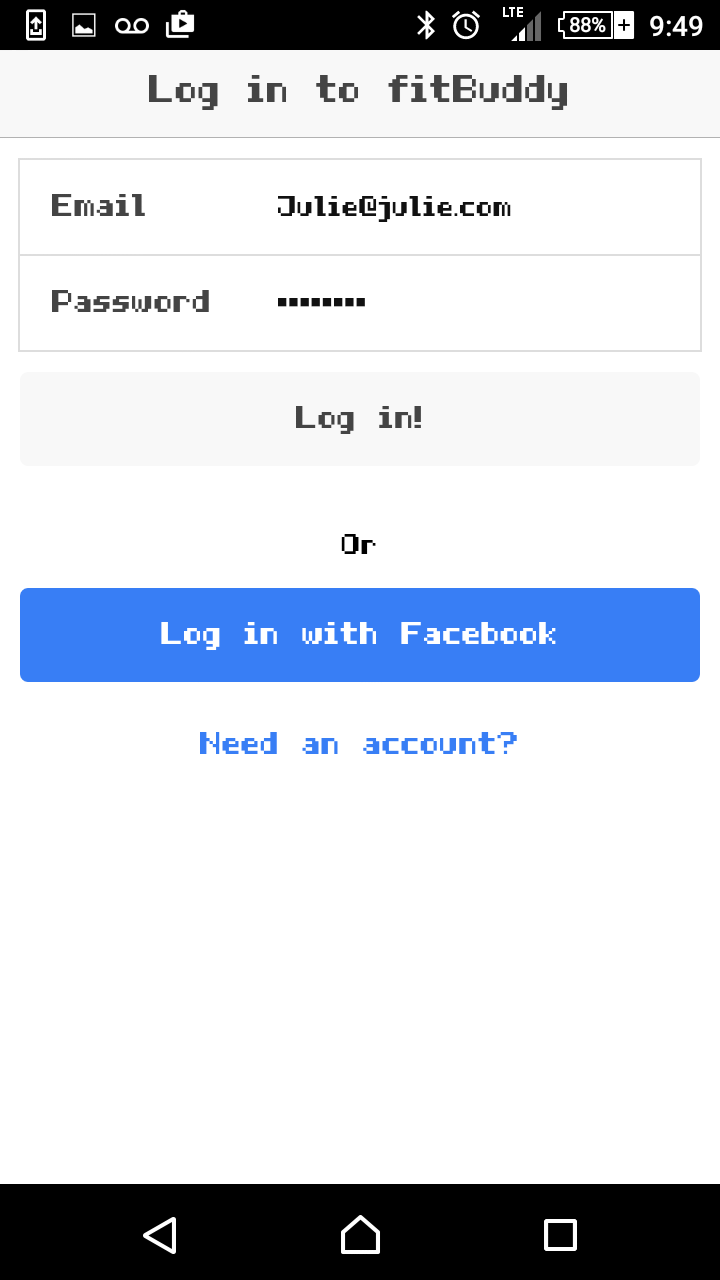 LTE 88% 9:49
Log in to fitBuddy
Email Julie@julie.com
Password ••••••••
Log in!
Or
Log in with Facebook
Need an account?